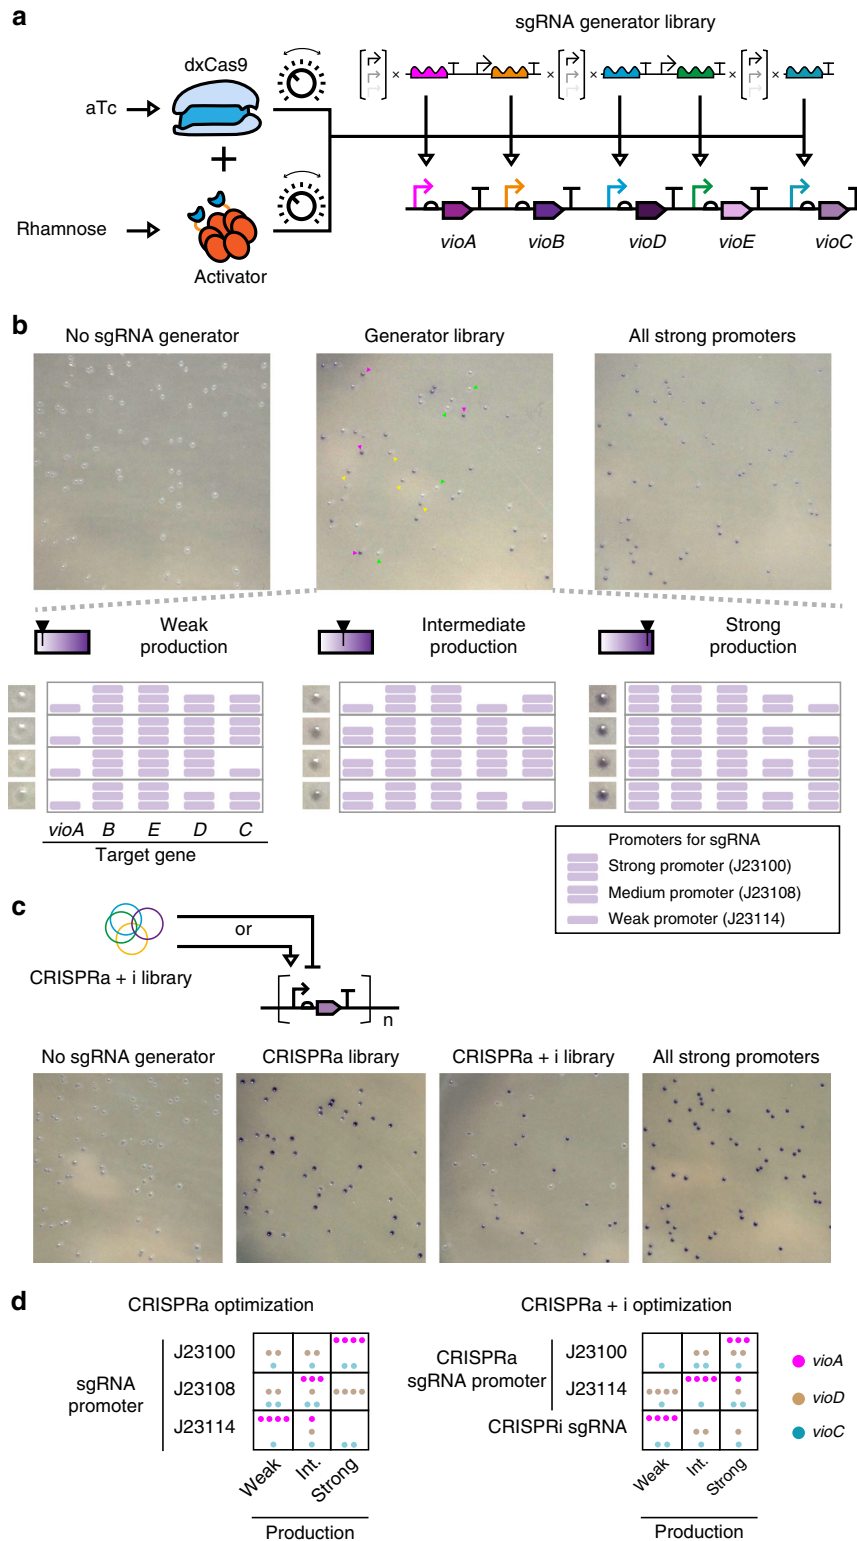 a
sgRNA generator library
dxCas9
aTc
× × × × ×
+
Rhamnose
Activator
vioA vioB vioD vioE vioC
b
No sgRNA generator Generator library All strong promoters
Weak production
Intermediate production
Strong production
vioA B E D C
Target gene
Promoters for sgRNA
Strong promoter (J23100)
Medium promoter (J23108)
Weak promoter (J23114)
c
or
CRISPRa + i library
n
No sgRNA generator CRISPRa library CRISPRa + i library All strong promoters
d
CRISPRa optimization
sgRNA promoter
J23100
J23108
J23114
Weak Int. Strong
Production
CRISPRa + i optimization
CRISPRa sgRNA promoter
J23100
J23114
CRISPRi sgRNA
Weak Int. Strong
Production
vioA
vioD
vioC